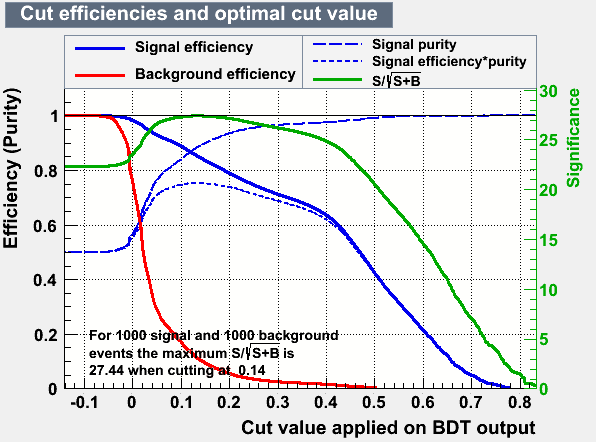 Cut efficiencies and optimal cut value
Signal efficiency
Background efficiency
Signal purity
Signal efficiency*purity
S/√S+B
Efficiency (Purity)
1
0.8
0.6
0.4
0.2
0
30
25
20
15
10
5
0
Significance
For 1000 signal and 1000 background
events the maximum S/√S+B is
27.44 when cutting at 0.14
-0.1 0 0.1 0.2 0.3 0.4 0.5 0.6 0.7 0.8
Cut value applied on BDT output